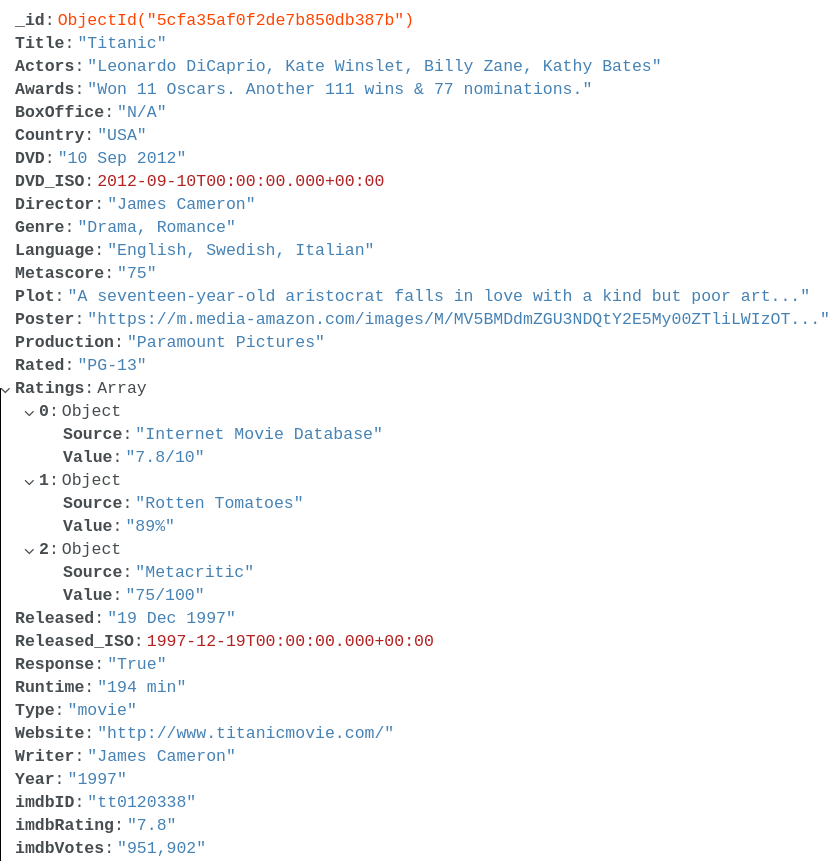 _id: ObjectId("5cfa35af0f2de7b850db387b")
Title: "Titanic"
Actors: "Leonardo DiCaprio, Kate Winslet, Billy Zane, Kathy Bates"
Awards: "Won 11 Oscars. Another 111 wins & 77 nominations."
BoxOffice: "N/A"
Country: "USA"
DVD: "10 Sep 2012"
DVD_ISO: 2012-09-10T00:00:00.000+00:00
Director: "James Cameron"
Genre: "Drama, Romance"
Language: "English, Swedish, Italian"
Metascore: "75"
Plot: "A seventeen-year-old aristocrat falls in love with a kind but poor art..."
Poster: "https://m.media-amazon.com/images/M/MV5BMDdmZGU3NDQtY2E5My00ZTliLWIzOT..."
Production: "Paramount Pictures"
Rated: "PG-13"
Ratings: Array
0: Object
Source: "Internet Movie Database"
Value: "7.8/10"
1: Object
Source: "Rotten Tomatoes"
Value: "89%"
2: Object
Source: "Metacritic"
Value: "75/100"
Released: "19 Dec 1997"
Released_ISO: 1997-12-19T00:00:00.000+00:00
Response: "True"
Runtime: "194 min"
Type: "movie"
Website: "http://www.titanicmovie.com/"
Writer: "James Cameron"
Year: "1997"
imdbID: "tt0120338"
imdbRating: "7.8"
imdbVotes: "951,902"